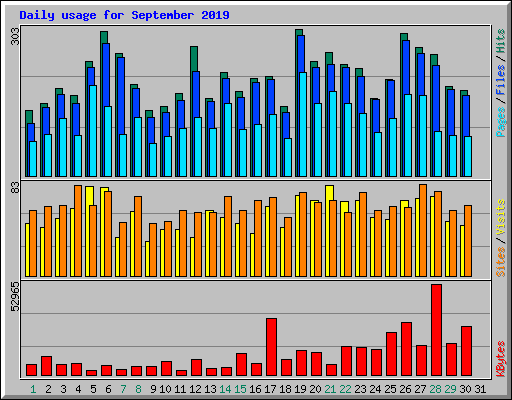 Daily usage for September 2019
303
Pages / Files / Hits
83
Sites / Visits
52965
KBytes
1 2 3 4 5 6 7 8 9 10 11 12 13 14 15 16 17 18 19 20 21 22 23 24 25 26 27 28 29 30 31